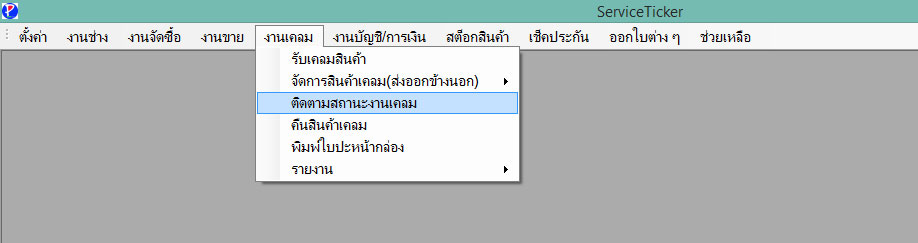 ServiceTicker
ตั้งค่า งานช่าง งานจัดซื้อ งานขาย งานเคลม งานบัญชี/การเงิน สต็อกสินค้า เช็คประกัน ออกใบต่าง ๆ ช่วยเหลือ
รับเคลมสินค้า
จัดการสินค้าเคลม(ส่งออกข้างนอก)
ติดตามสถานะงานเคลม
คืนสินค้าเคลม
พิมพ์ใบปะหน้ากล่อง
รายงาน